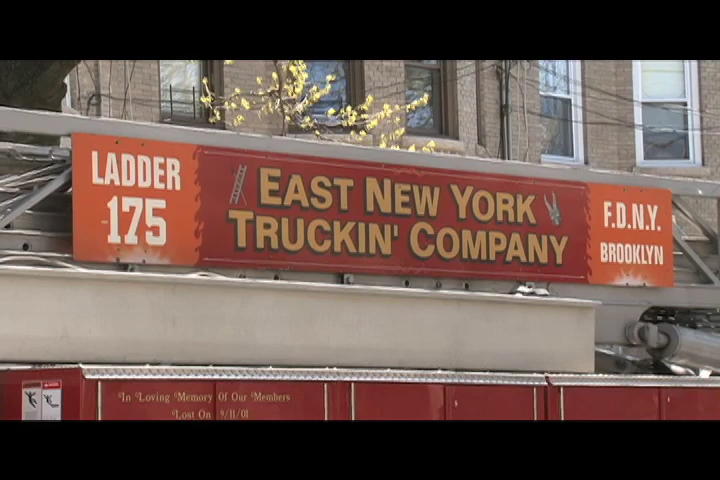 LADDER
175
EAST NEW YORK
TRUCKIN' COMPANY
F.D.N.Y.
BROOKLYN
In Loving Memory Of Our Members
Lost On 9/11/01